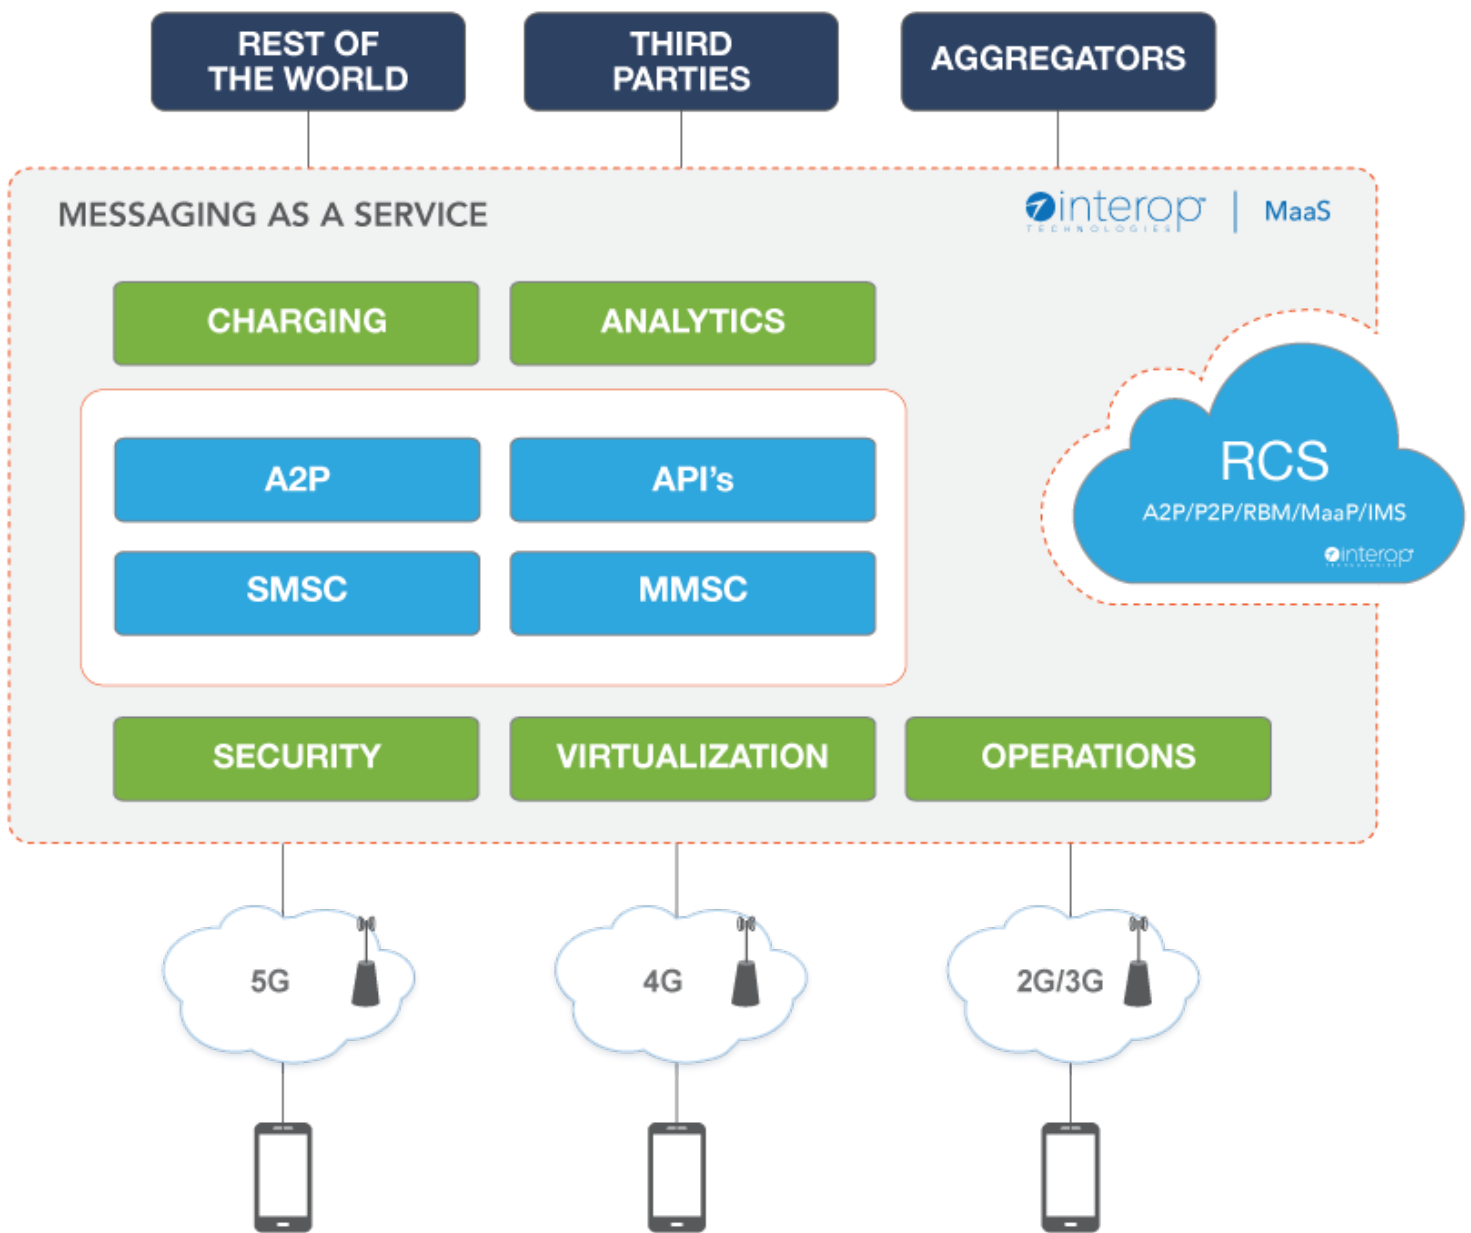 REST OF
THE WORLD
THIRD
PARTIES
AGGREGATORS
MESSAGING AS A SERVICE
interop
TECHNOLOGIES
MaaS
CHARGING
ANALYTICS
A2P
API's
SMSC
MMSC
RCS
A2P/P2P/RBM/MaaP/IMS
interop
TECHNOLOGIES
SECURITY
VIRTUALIZATION
OPERATIONS
5G
4G
2G/3G